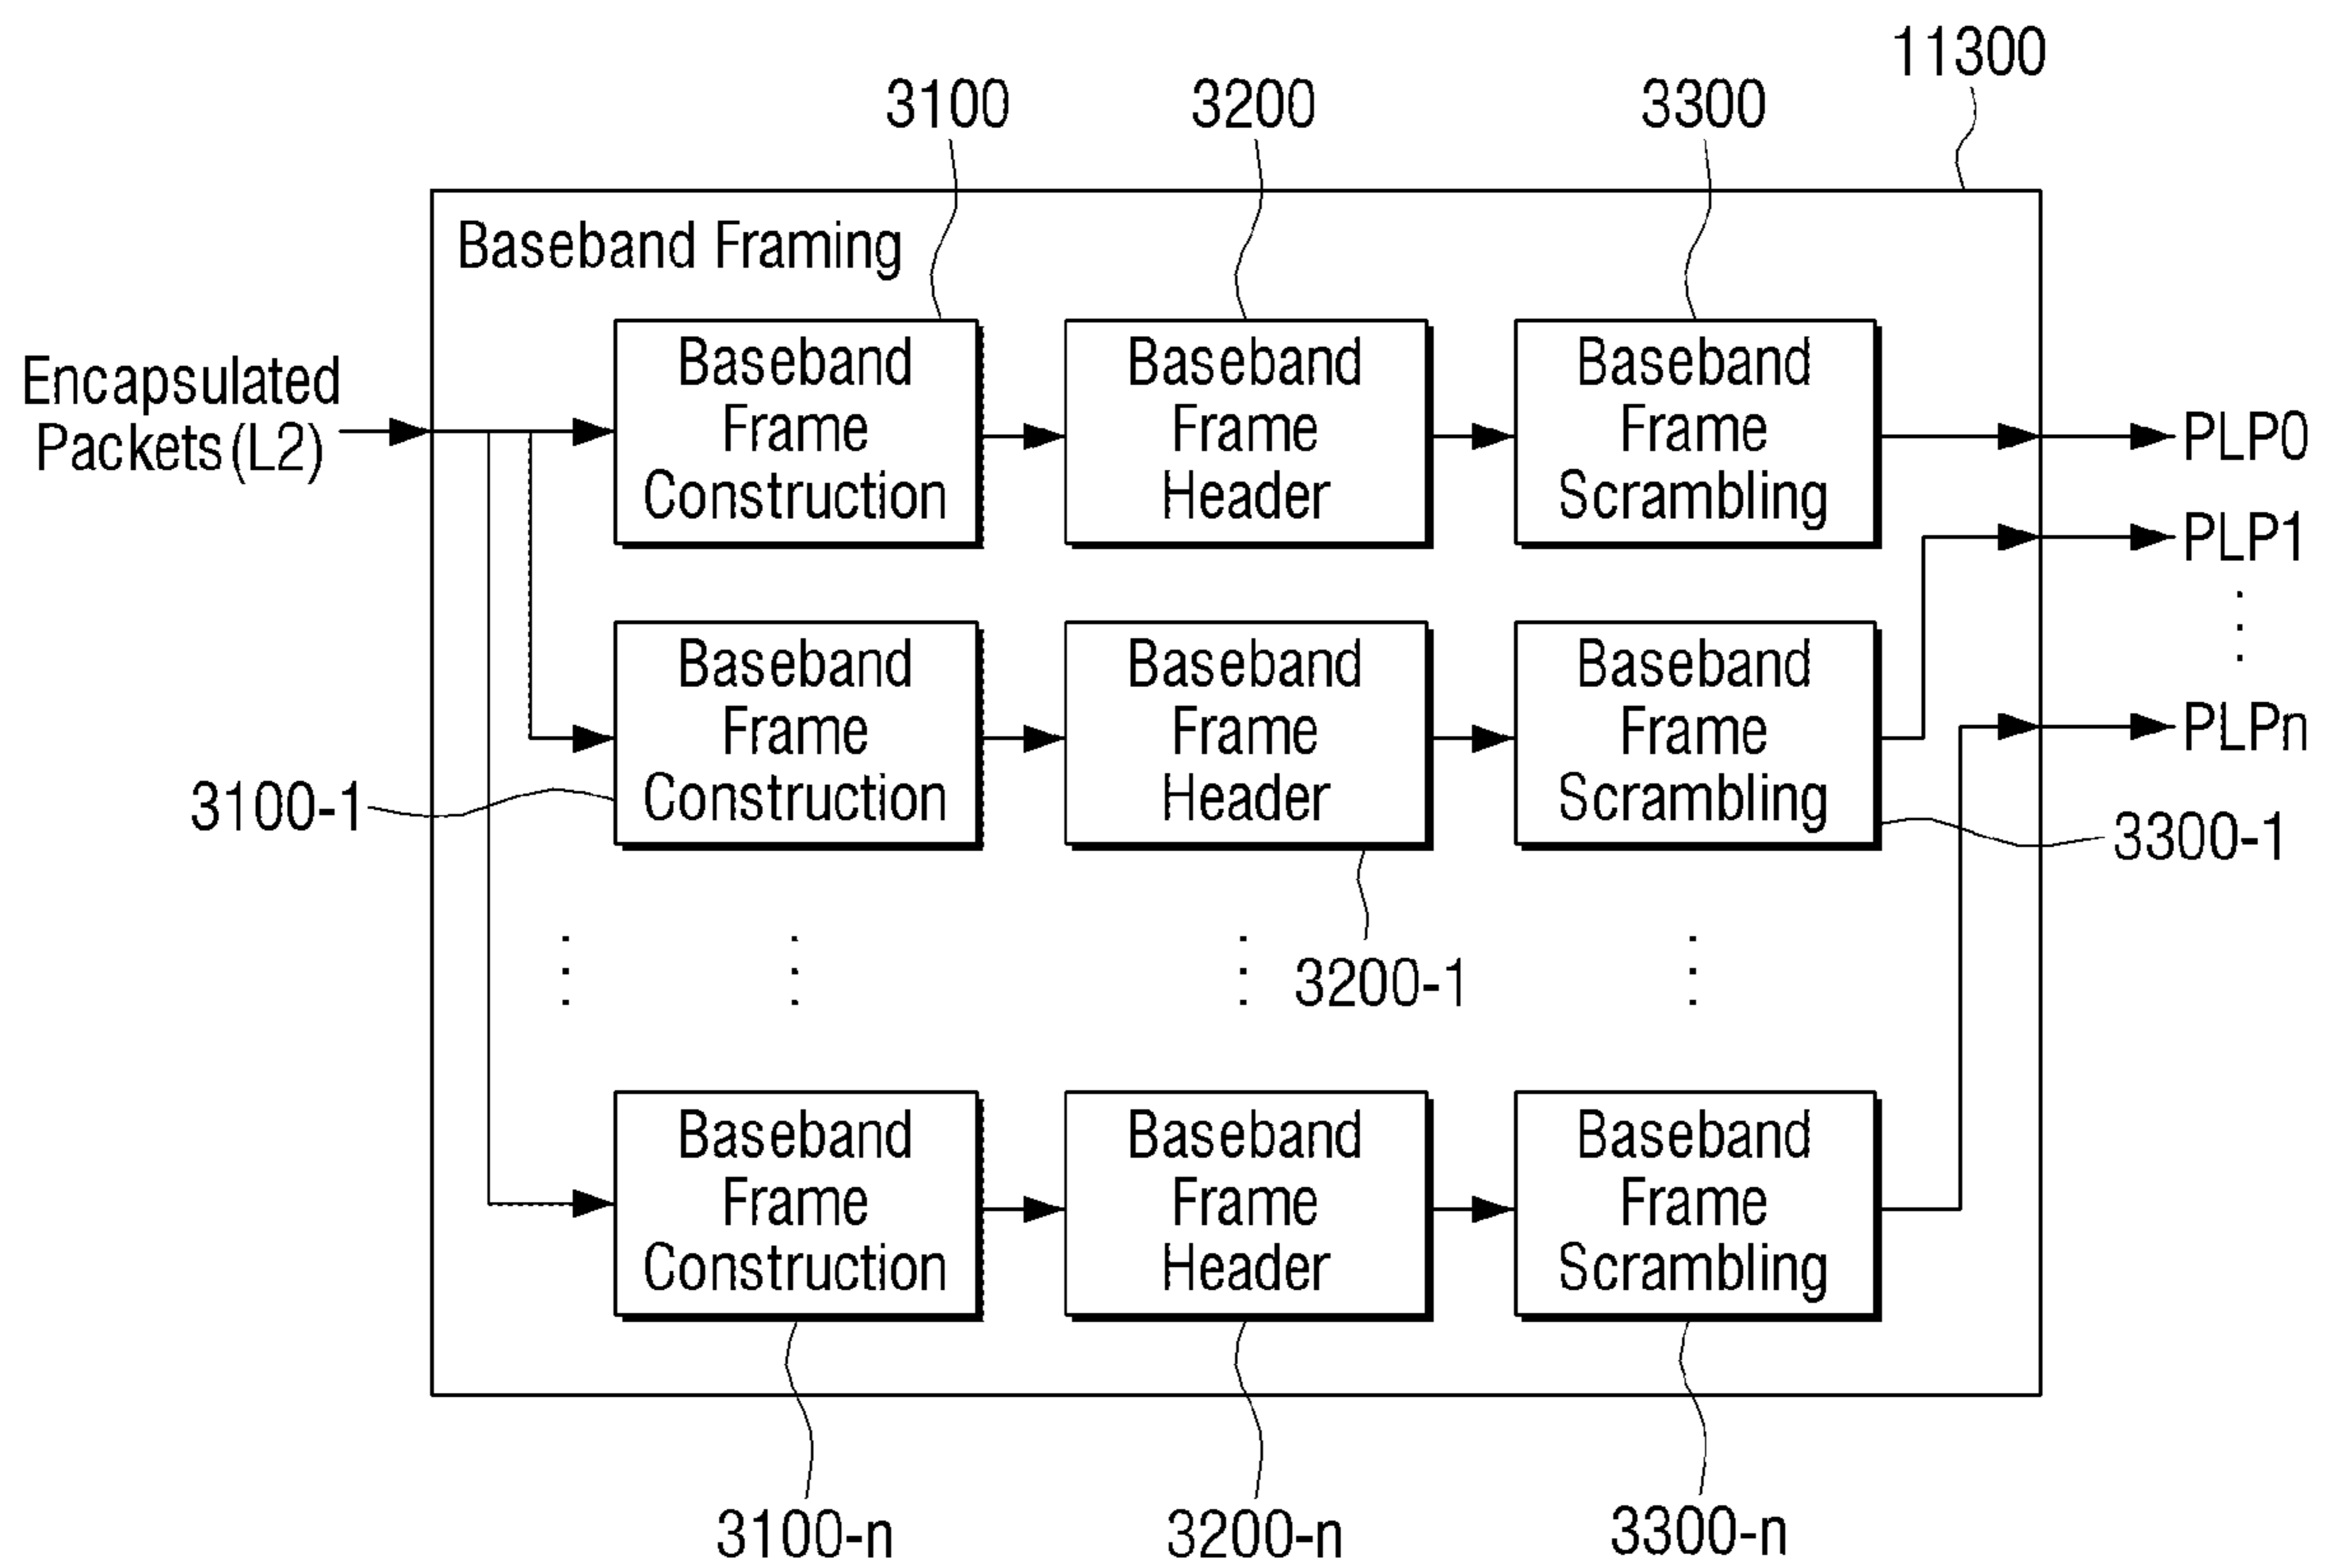 11300
3100
3200
3300
Baseband Framing
Encapsulated
Packets(L2)
Baseband
Frame
Construction
Baseband
Frame
Header
Baseband
Frame
Scrambling
PLP0
PLP1
PLPn
Baseband
Frame
Construction
Baseband
Frame
Header
Baseband
Frame
Scrambling
3100-1
3300-1
3200-1
Baseband
Frame
Construction
Baseband
Frame
Header
Baseband
Frame
Scrambling
3100-n
3200-n
3300-n